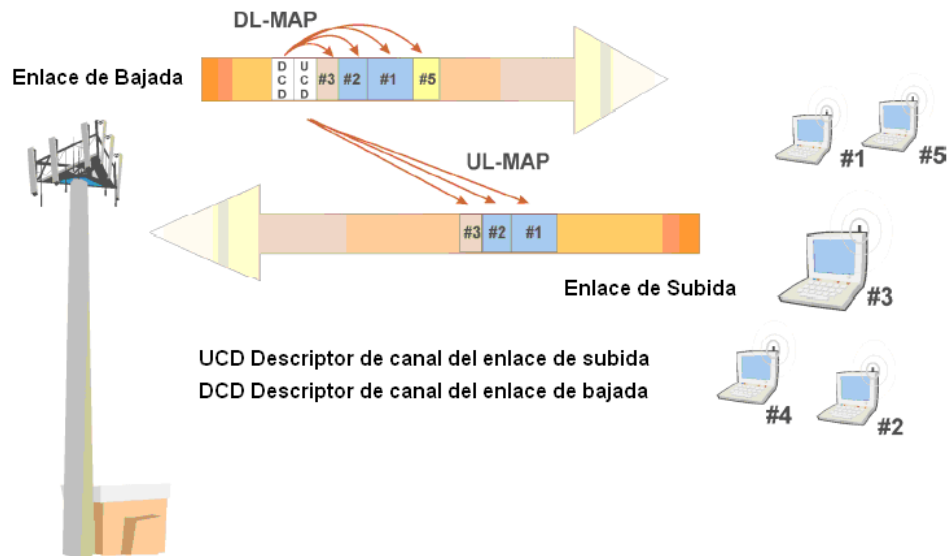 DL-MAP
Enlace de Bajada
DCD
UCD
#3
#2
#1
#5
UL-MAP
#3
#2
#1
Enlace de Subida
#1
#5
#3
#4
#2
UCD Descriptor de canal del enlace de subida
DCD Descriptor de canal del enlace de bajada